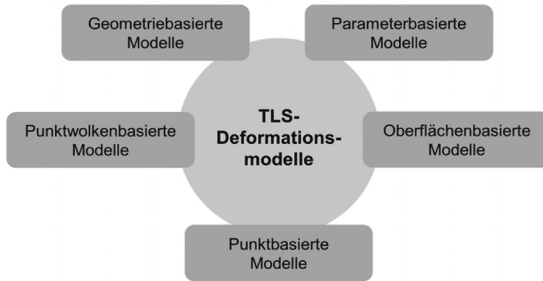 Geometriebasierte
Modelle
Parameterbasierte
Modelle
Punktwolkenbasierte
Modelle
TLS-
Deformations-
modelle
Oberflächenbasierte
Modelle
Punktbasierte
Modelle